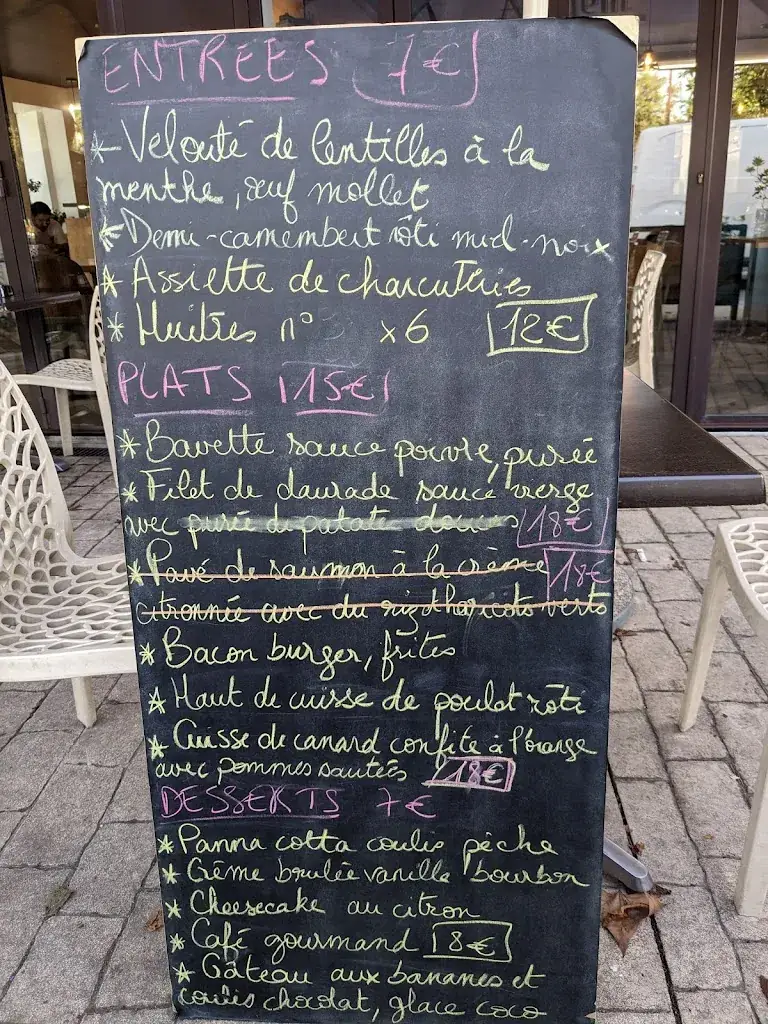 ENTRÉES 7€
* Velouté de lentilles à la
menthe, œuf mollet
* Demi-camembert rôti miel-noix
* Assiette de charcuteries
* Huîtres n° x6 12€
PLATS 15€
* Bavette sauce poivre, purée
* Filet de daurade sauce vierge
avec purée de patate douces 18€
* Pavé de saumon à la crème 18€
citronnée avec du riz & haricots verts
* Bacon burger, frites
* Haut de cuisse de poulet rôti
* Cuisse de canard confite à l'orange
avec pommes sautées 18€
DESSERTS 7€
* Panna cotta coulis pêche
* Crème brulée vanille bourbon
* Cheesecake au citron
* Café gourmand 8€
* Gâteau aux bananes et
coulis chocolat, glace coco